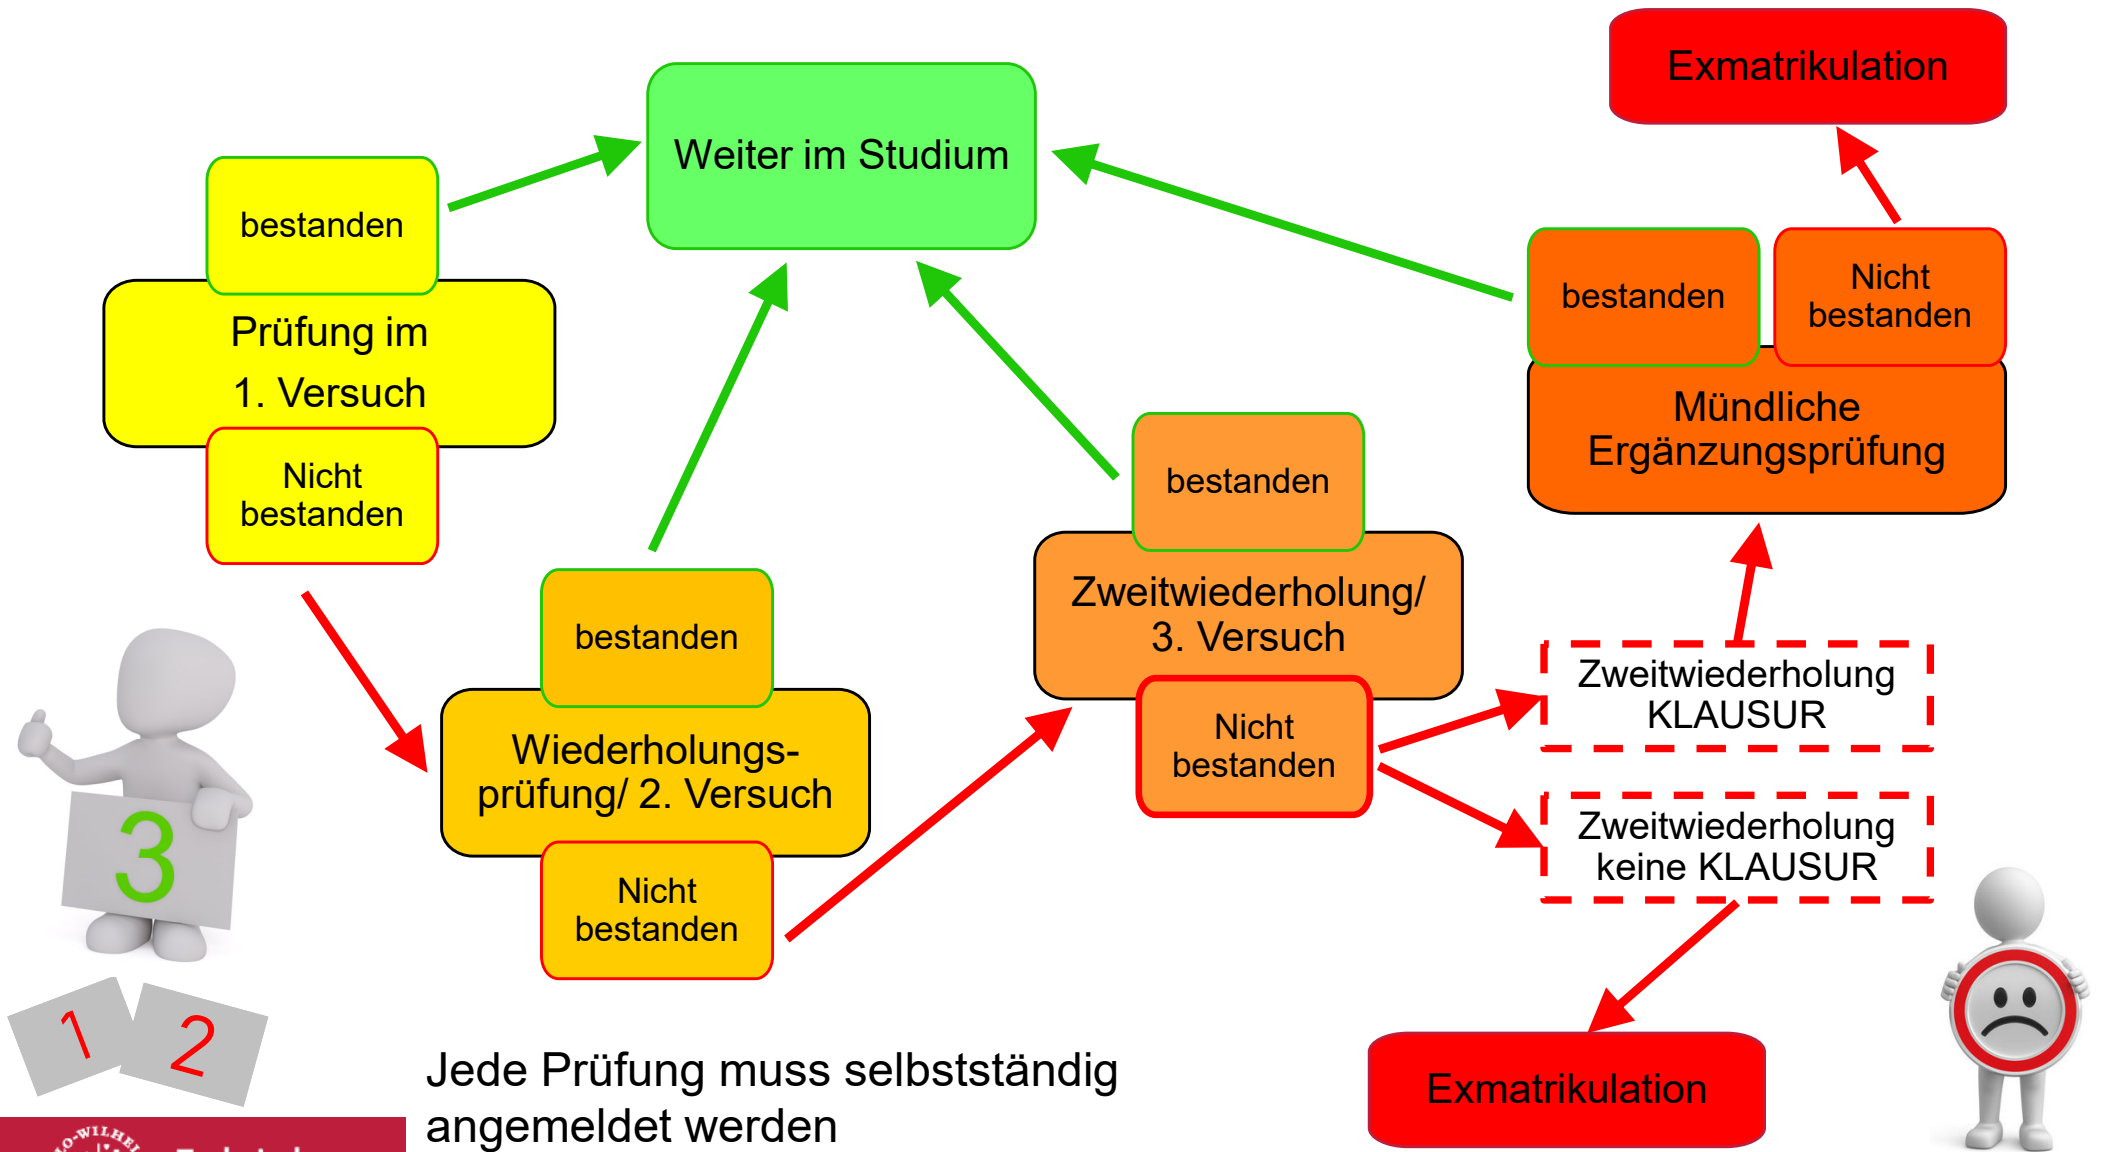 Exmatrikulation
Weiter im Studium
bestanden
Prüfung im
1. Versuch
Nicht
bestanden
bestanden
Nicht
bestanden
Mündliche
Ergänzungsprüfung
bestanden
Zweitwiederholung/
3. Versuch
Nicht
bestanden
bestanden
Wiederholungs-
prüfung/ 2. Versuch
Nicht
bestanden
Zweitwiederholung
KLAUSUR
Zweitwiederholung
keine KLAUSUR
Exmatrikulation
3
1
2
Jede Prüfung muss selbstständig
angemeldet werden